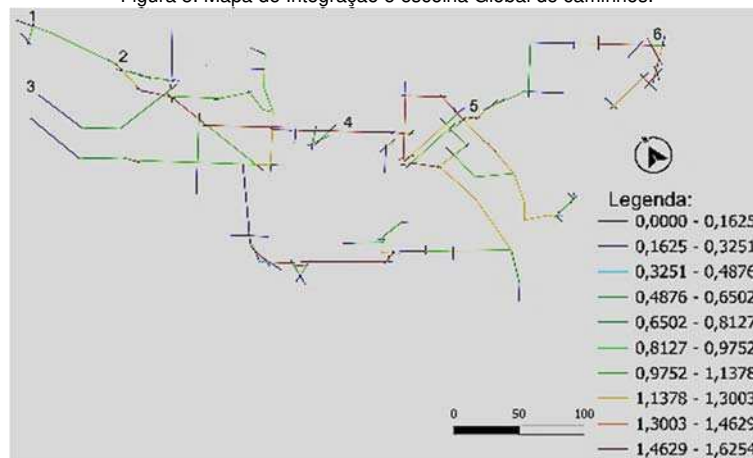 Figura 5. Mapa de Integração e escolha Global de caminhos.
1
2
3
4
5
6
Legenda:
0,0000 - 0,1625
0,1625 - 0,3251
0,3251 - 0,4876
0,4876 - 0,6502
0,6502 - 0,8127
0,8127 - 0,9752
0,9752 - 1,1378
1,1378 - 1,3003
1,3003 - 1,4629
1,4629 - 1,6254
0 50 100